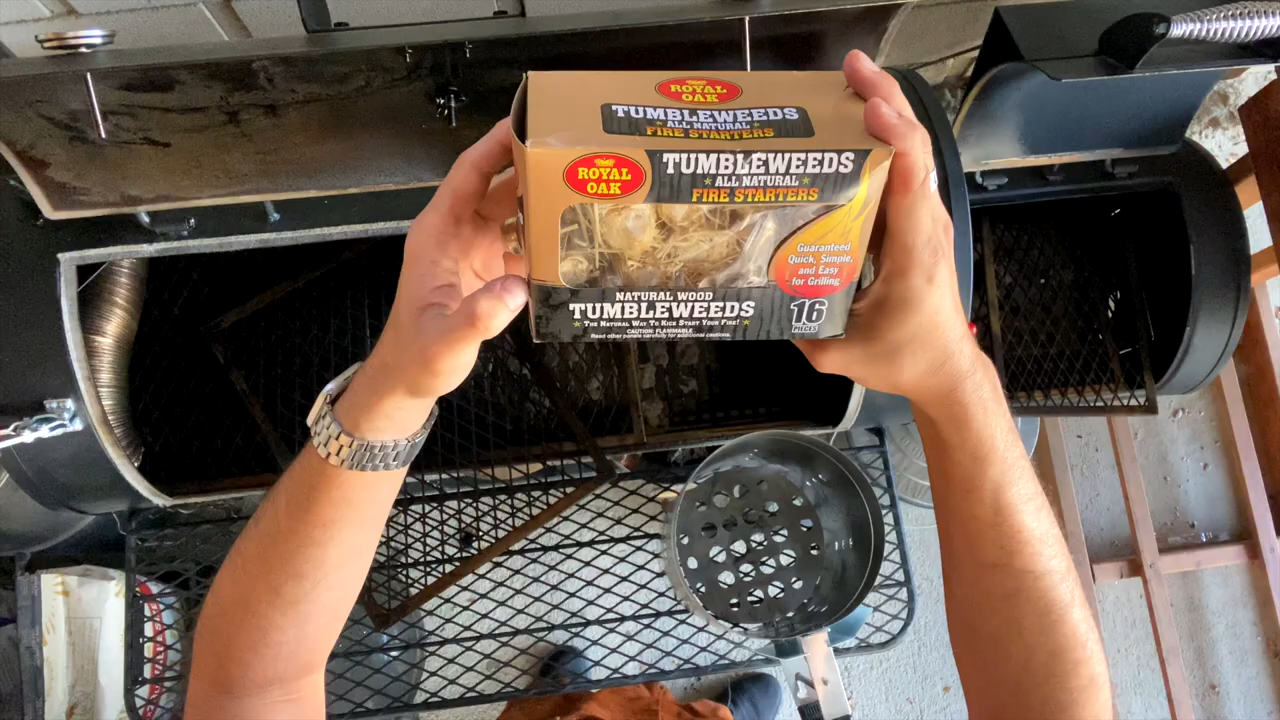 ROYAL
OAK
TUMBLEWEEDS
ALL NATURAL
FIRE STARTERS
ROYAL
OAK
TUMBLEWEEDS
ALL NATURAL
FIRE STARTERS
Guaranteed
Quick, Simple,
and Easy
for Grilling
NATURAL WOOD
TUMBLEWEEDS
THE NATURAL WAY TO KICK START YOUR FIRE!
CAUTION: FLAMMABLE
Read other panels carefully for additional cautions.
16
PIECES